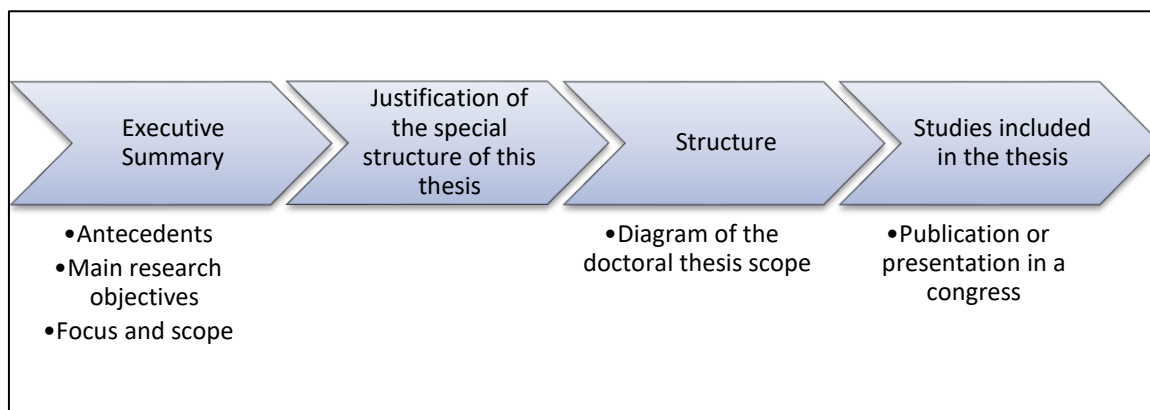 Executive
Summary
Justification of
the special
structure of this
thesis
Structure
Studies included
in the thesis
•Antecedents
•Main research
objectives
•Focus and scope
•Diagram of the
doctoral thesis scope
•Publication or
presentation in a
congress